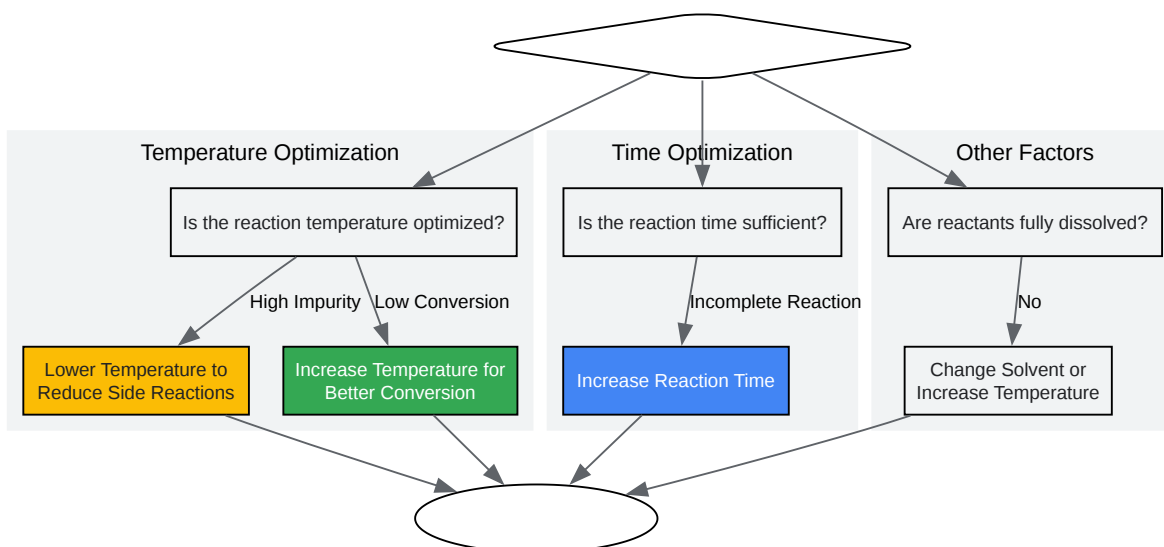 Temperature Optimization
Time Optimization
Other Factors
Is the reaction temperature optimized?
Is the reaction time sufficient?
Are reactants fully dissolved?
High Impurity
Low Conversion
Incomplete Reaction
No
Lower Temperature to
Reduce Side Reactions
Increase Temperature for
Better Conversion
Increase Reaction Time
Change Solvent or
Increase Temperature